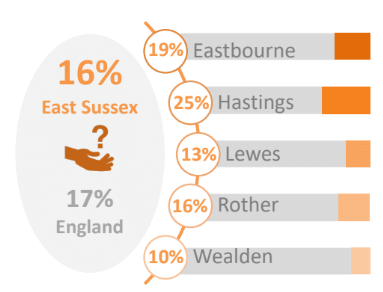 16%
East Sussex
?
17%
England
19% Eastbourne
25% Hastings
13% Lewes
16% Rother
10% Wealden